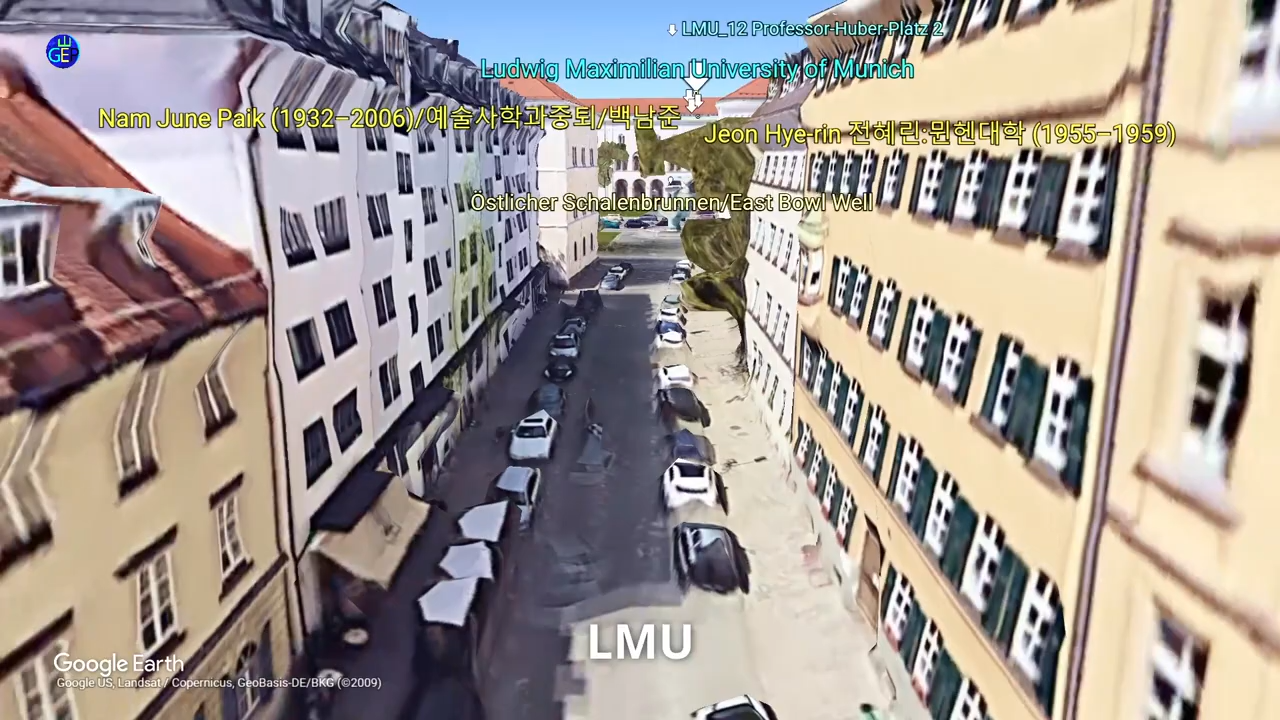 LMU_12 Professor-Huber-Platz 2
Ludwig Maximilian University of Munich
Nam June Paik (1932–2006)/예술사학과중퇴/백남준
Jeon Hye-rin 전혜린:뮌헨대학 (1955–1959)
Östlicher Schalenbrunnen/East Bowl Well
LMU
Google Earth
Google US, Landsat / Copernicus, GeoBasis-DE/BKG (©2009)
GEP